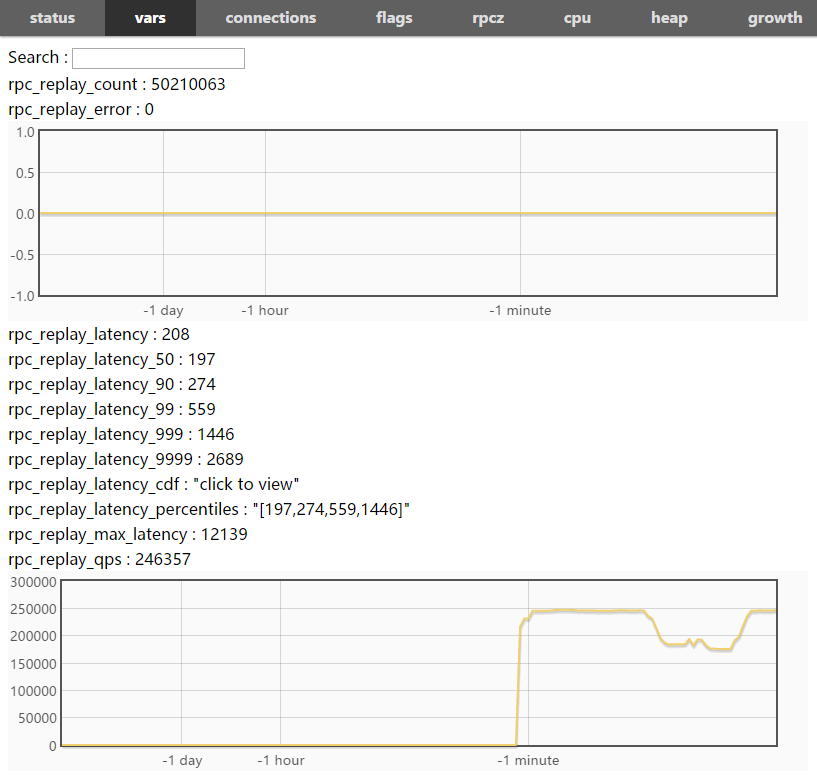 status vars connections flags rpcz cpu heap growth
Search :
rpc_replay_count : 50210063
rpc_replay_error : 0
1.0
0.5
0.0
-0.5
-1.0
-1 day -1 hour -1 minute
rpc_replay_latency : 208
rpc_replay_latency_50 : 197
rpc_replay_latency_90 : 274
rpc_replay_latency_99 : 559
rpc_replay_latency_999 : 1446
rpc_replay_latency_9999 : 2689
rpc_replay_latency_cdf : "click to view"
rpc_replay_latency_percentiles : "[197,274,559,1446]"
rpc_replay_max_latency : 12139
rpc_replay_qps : 246357
300000
250000
200000
150000
100000
50000
0
-1 day -1 hour -1 minute